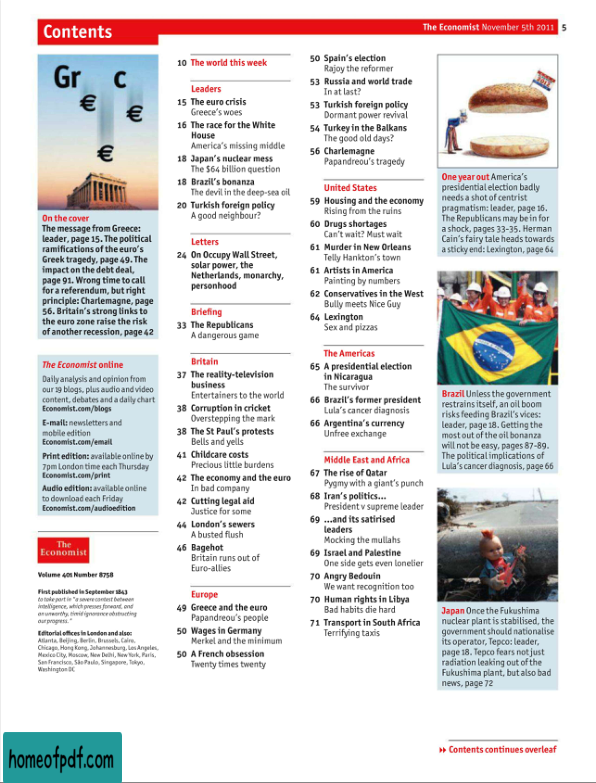 Contents
The Economist November 5th 2011 5
Gr c
€
€
€
On the cover
The message from Greece:
leader, page 15. The political
ramifications of the euro's
Greek tragedy, page 49. The
impact on the debt deal,
page 91. Wrong time to call
for a referendum, but right
principle: Charlemagne, page
56. Britain's strong links to
the euro zone raise the risk
of another recession, page 42
The Economist online
Daily analysis and opinion from
our 19 blogs, plus audio and video
content, debates and a daily chart
Economist.com/blogs
E-mail: newsletters and
mobile edition
Economist.com/email
Print edition: available online by
7pm London time each Thursday
Economist.com/print
Audio edition: available online
to download each Friday
Economist.com/audioedition
The
Economist
Volume 401 Number 8758
First published in September 1843
to take part in "a severe contest between
intelligence, which presses forward, and
an unworthy, timid ignorance obstructing
our progress."
Editorial offices in London and also:
Atlanta, Beijing, Berlin, Brussels, Cairo,
Chicago, Hong Kong, Johannesburg, Los Angeles,
Mexico City, Moscow, New Delhi, New York, Paris,
San Francisco, São Paulo, Singapore, Tokyo,
Washington DC
10 The world this week
Leaders
15 The euro crisis
Greece's woes
16 The race for the White
House
America's missing middle
18 Japan's nuclear mess
The $64 billion question
18 Brazil's bonanza
The devil in the deep-sea oil
20 Turkish foreign policy
A good neighbour?
Letters
24 On Occupy Wall Street,
solar power, the
Netherlands, monarchy,
personhood
Briefing
33 The Republicans
A dangerous game
Britain
37 The reality-television
business
Entertainers to the world
38 Corruption in cricket
Overstepping the mark
38 The St Paul's protests
Bells and yells
41 Childcare costs
Precious little burdens
42 The economy and the euro
In bad company
42 Cutting legal aid
Justice for some
44 London's sewers
A busted flush
46 Bagehot
Britain runs out of
Euro-allies
Europe
49 Greece and the euro
Papandreou's people
50 Wages in Germany
Merkel and the minimum
50 A French obsession
Twenty times twenty
50 Spain's election
Rajoy the reformer
53 Russia and world trade
In at last?
53 Turkish foreign policy
Dormant power revival
54 Turkey in the Balkans
The good old days?
56 Charlemagne
Papandreou's tragedy
United States
59 Housing and the economy
Rising from the ruins
60 Drugs shortages
Can't wait? Must wait
61 Murder in New Orleans
Telly Hankton's town
61 Artists in America
Painting by numbers
62 Conservatives in the West
Bully meets Nice Guy
64 Lexington
Sex and pizzas
The Americas
65 A presidential election
in Nicaragua
The survivor
66 Brazil's former president
Lula's cancer diagnosis
66 Argentina's currency
Unfree exchange
Middle East and Africa
67 The rise of Qatar
Pygmy with a giant's punch
68 Iran's politics...
President v supreme leader
69 ...and its satirised
leaders
Mocking the mullahs
69 Israel and Palestine
One side gets even lonelier
70 Angry Bedouin
We want recognition too
70 Human rights in Libya
Bad habits die hard
71 Transport in South Africa
Terrifying taxis
One year out America's
presidential election badly
needs a shot of centrist
pragmatism: leader, page 16.
The Republicans may be in for
a shock, pages 33-35. Herman
Cain's fairy tale heads towards
a sticky end: Lexington, page 64
Brazil Unless the government
restrains itself, an oil boom
risks feeding Brazil's vices:
leader, page 18. Getting the
most out of the oil bonanza
will not be easy, pages 87-89.
The political implications of
Lula's cancer diagnosis, page 66
Japan Once the Fukushima
nuclear plant is stabilised, the
government should nationalise
its operator, Tepco: leader,
page 18. Tepco fears not just
radiation leaking out of the
Fukushima plant, but also bad
news, page 72
Contents continues overleaf
homeofpdf.com